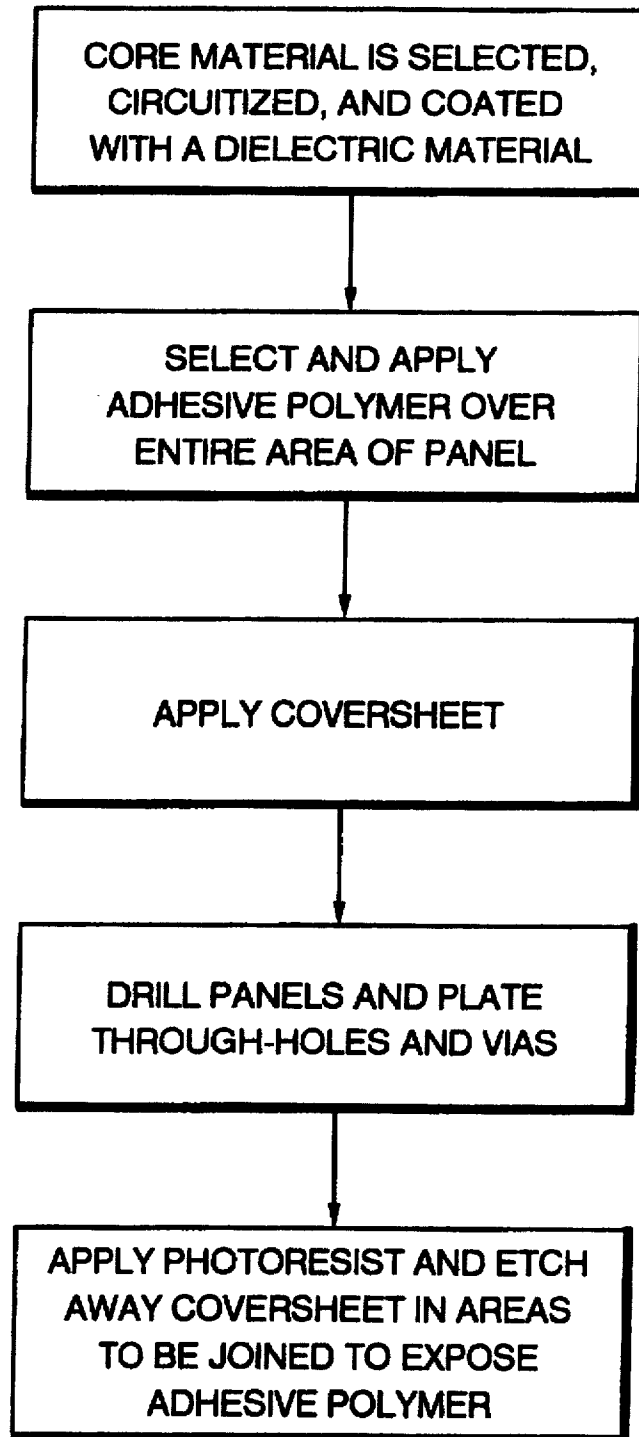 CORE MATERIAL IS SELECTED,
CIRCUITIZED, AND COATED
WITH A DIELECTRIC MATERIAL
SELECT AND APPLY
ADHESIVE POLYMER OVER
ENTIRE AREA OF PANEL
APPLY COVERSHEET
DRILL PANELS AND PLATE
THROUGH-HOLES AND VIAS
APPLY PHOTORESIST AND ETCH
AWAY COVERSHEET IN AREAS
TO BE JOINED TO EXPOSE
ADHESIVE POLYMER